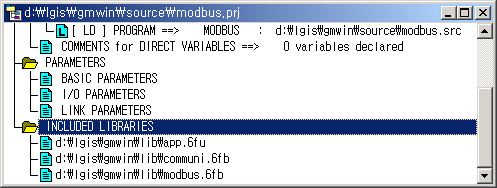 d:₩lgis₩gmwin₩source₩modbus.prj
L [ LD ] PROGRAM ==> MODBUS : d:₩lgis₩gmwin₩source₩modbus.src
COMMENTS for DIRECT VARIABLES ==> 0 variables declared
PARAMETERS
BASIC PARAMETERS
I/O PARAMETERS
LINK PARAMETERS
INCLUDED LIBRARIES
d:₩lgis₩gmwin₩lib₩app.6fu
d:₩lgis₩gmwin₩lib₩communi.6fb
d:₩lgis₩gmwin₩lib₩modbus.6fb